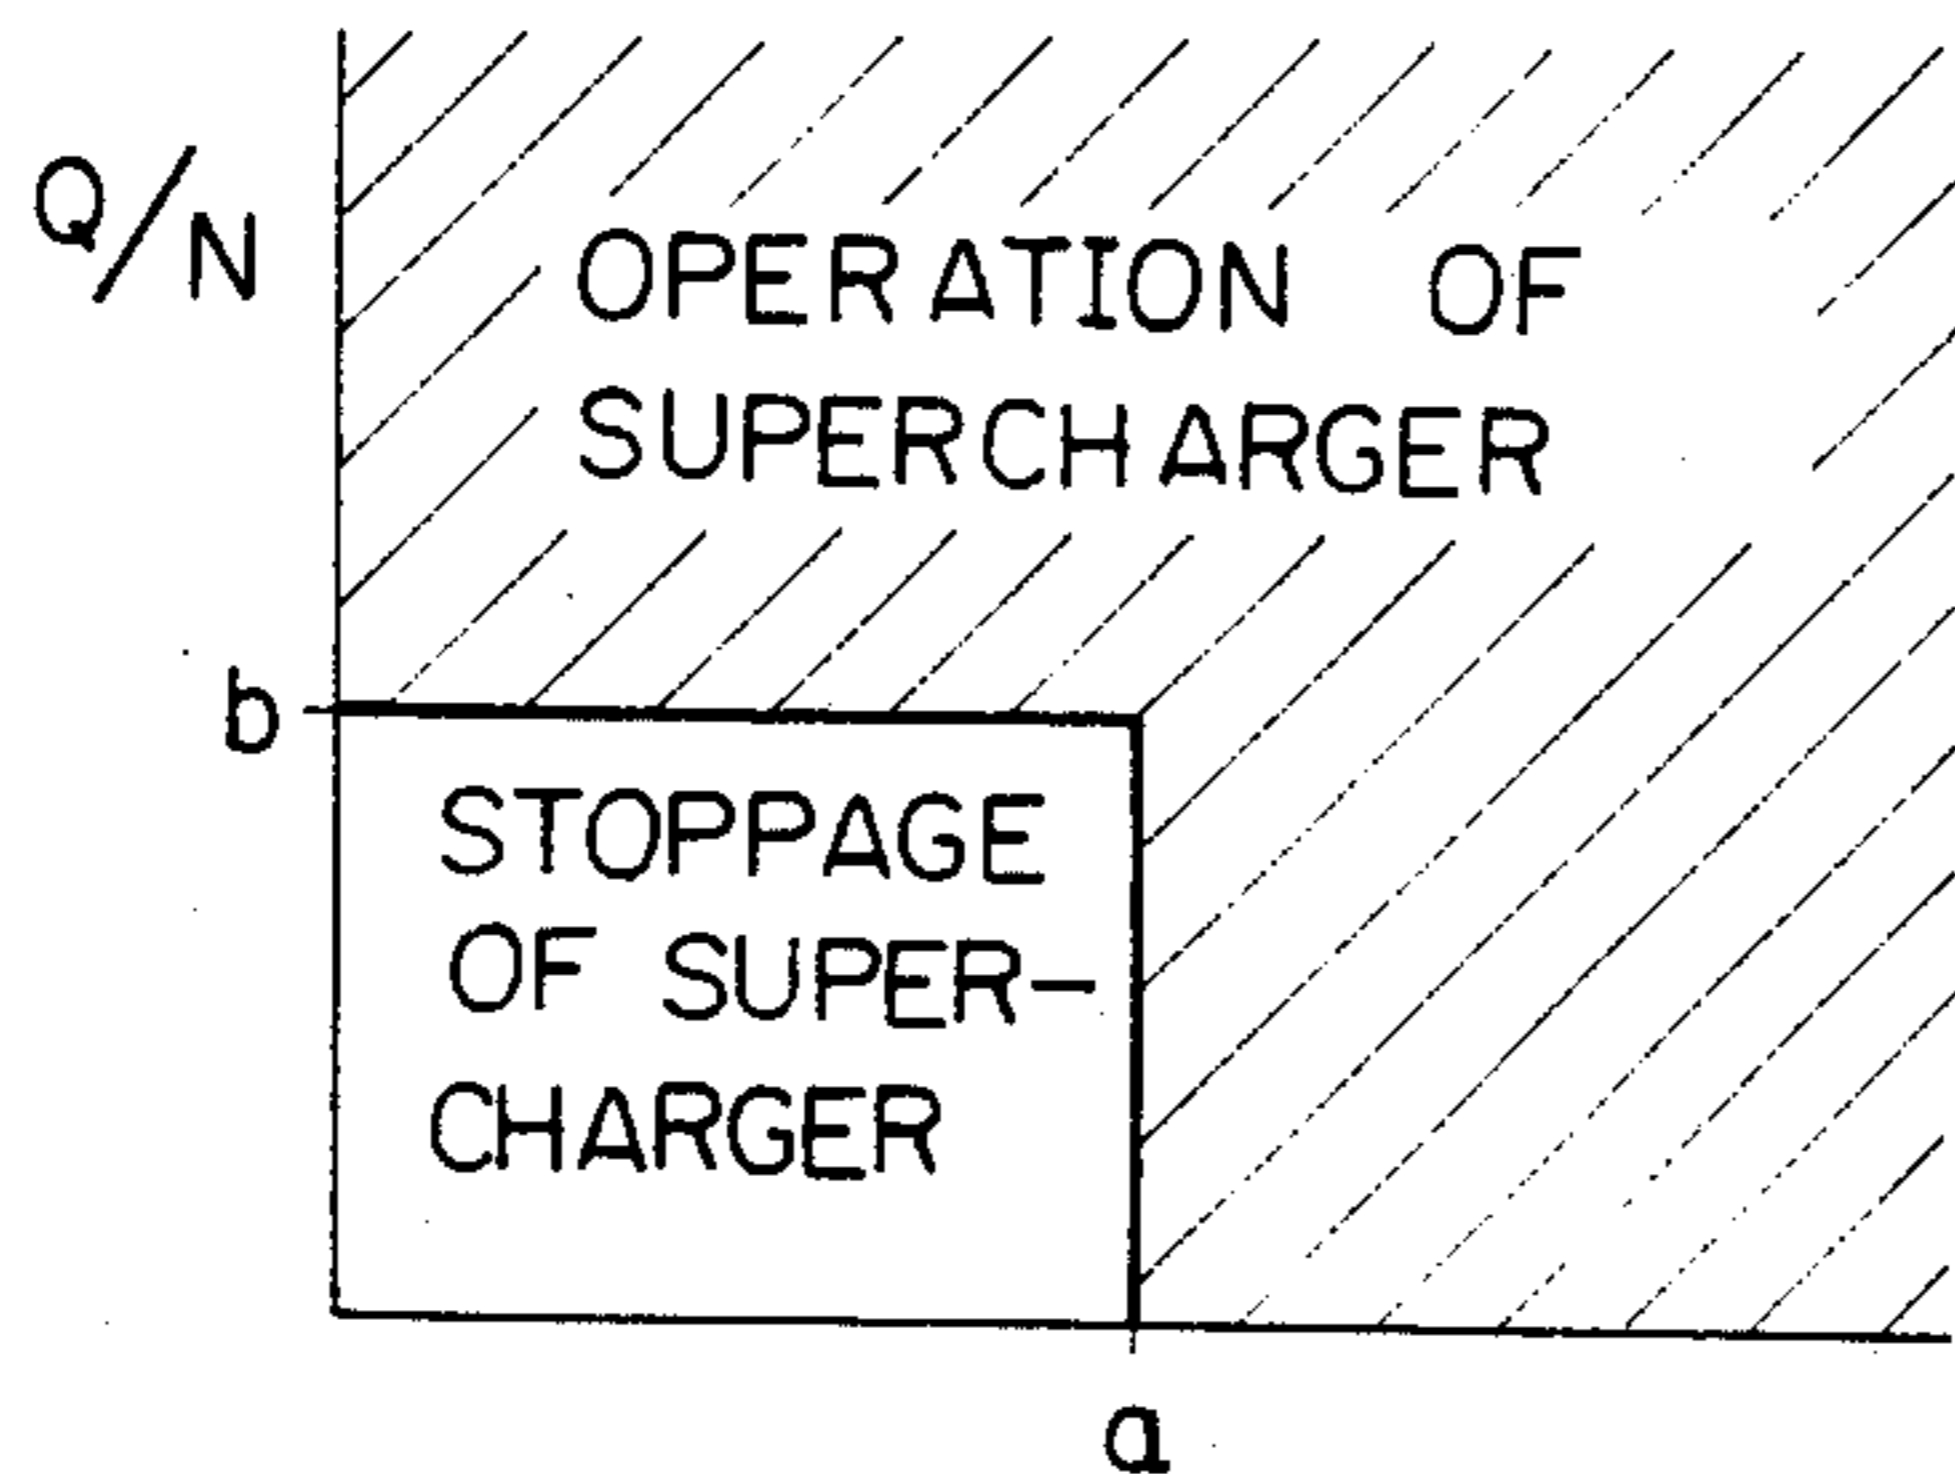 Q/N
OPERATION OF
SUPERCHARGER
b
STOPPAGE
OF SUPER-
CHARGER
a